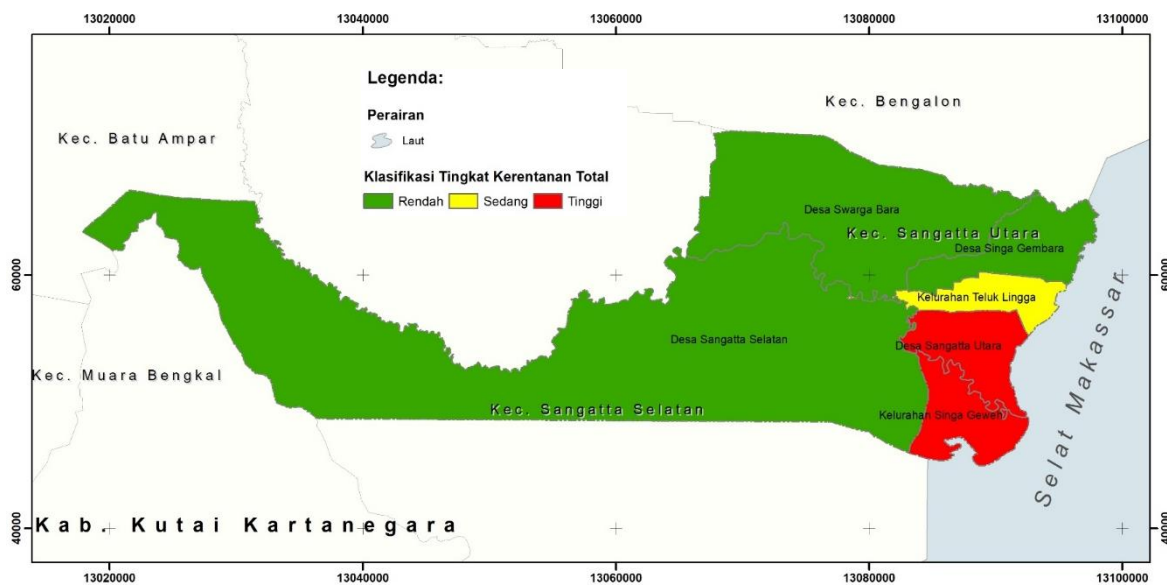 13020000 13040000 13060000 13080000 13100000
Legenda:
Perairan
Laut
Klasifikasi Tingkat Kerentanan Total
Rendah Sedang Tinggi
Kec. Bengalon
Kec. Batu Ampar
Desa Swarga Bara
Kec. Sangatta Utara
Desa Singa Gembara
60000 60000
Kelurahan Teluk Lingga
Desa Sangatta Selatan
Desa Sangatta Utara
Kec. Muara Bengkal
Kec. Sangatta Selatan
Kelurahan Singa Geweh
Selat Makassar
Kab. Kutai Kartanegara
40000 40000
13020000 13040000 13060000 13080000 13100000